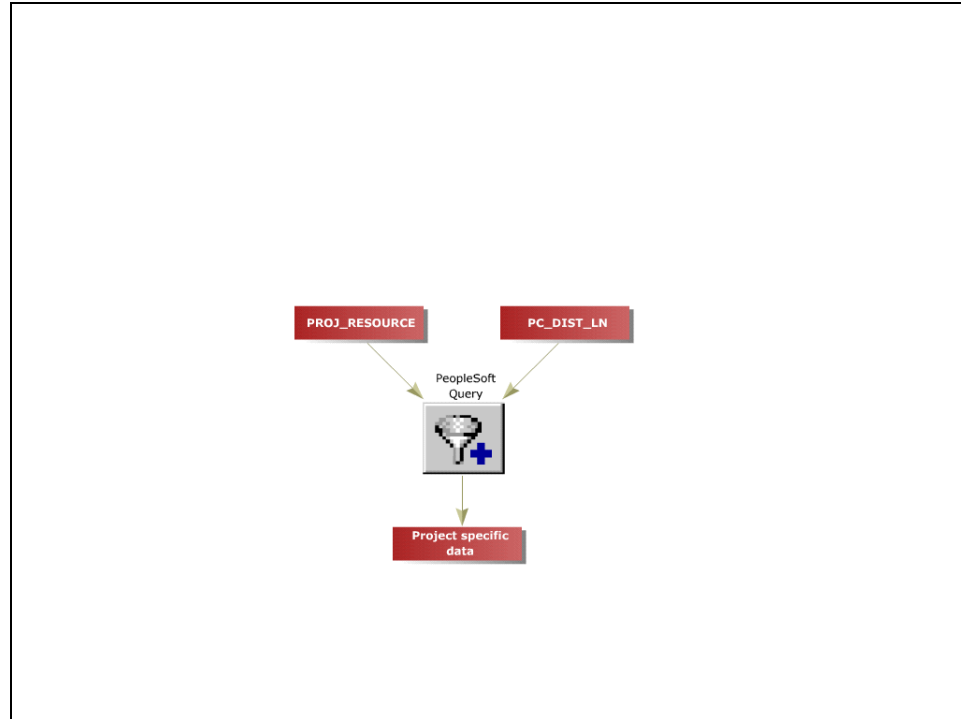 PROJ_RESOURCE
PC_DIST_LN
PeopleSoft
Query
Project specific
data